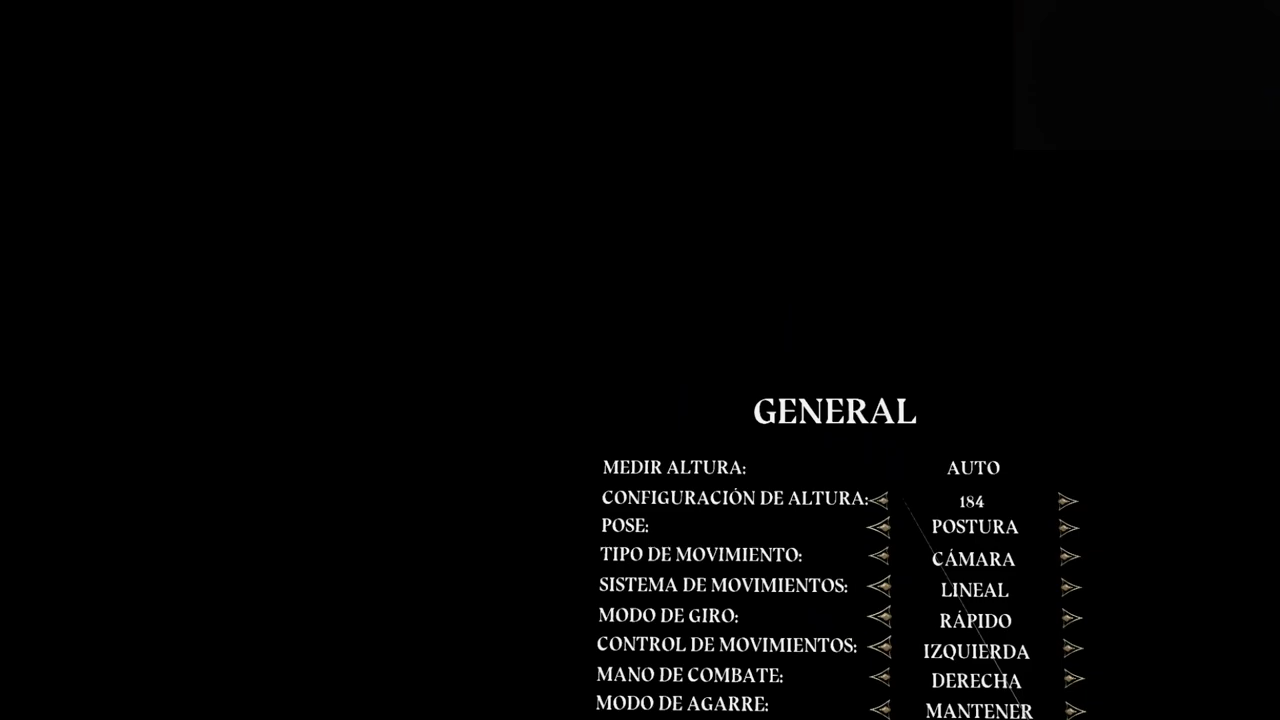 GENERAL
MEDIR ALTURA: AUTO
CONFIGURACIÓN DE ALTURA: 184
POSE: POSTURA
TIPO DE MOVIMIENTO: CÁMARA
SISTEMA DE MOVIMIENTOS: LINEAL
MODO DE GIRO: RÁPIDO
CONTROL DE MOVIMIENTOS: IZQUIERDA
MANO DE COMBATE: DERECHA
MODO DE AGARRE: MANTENER